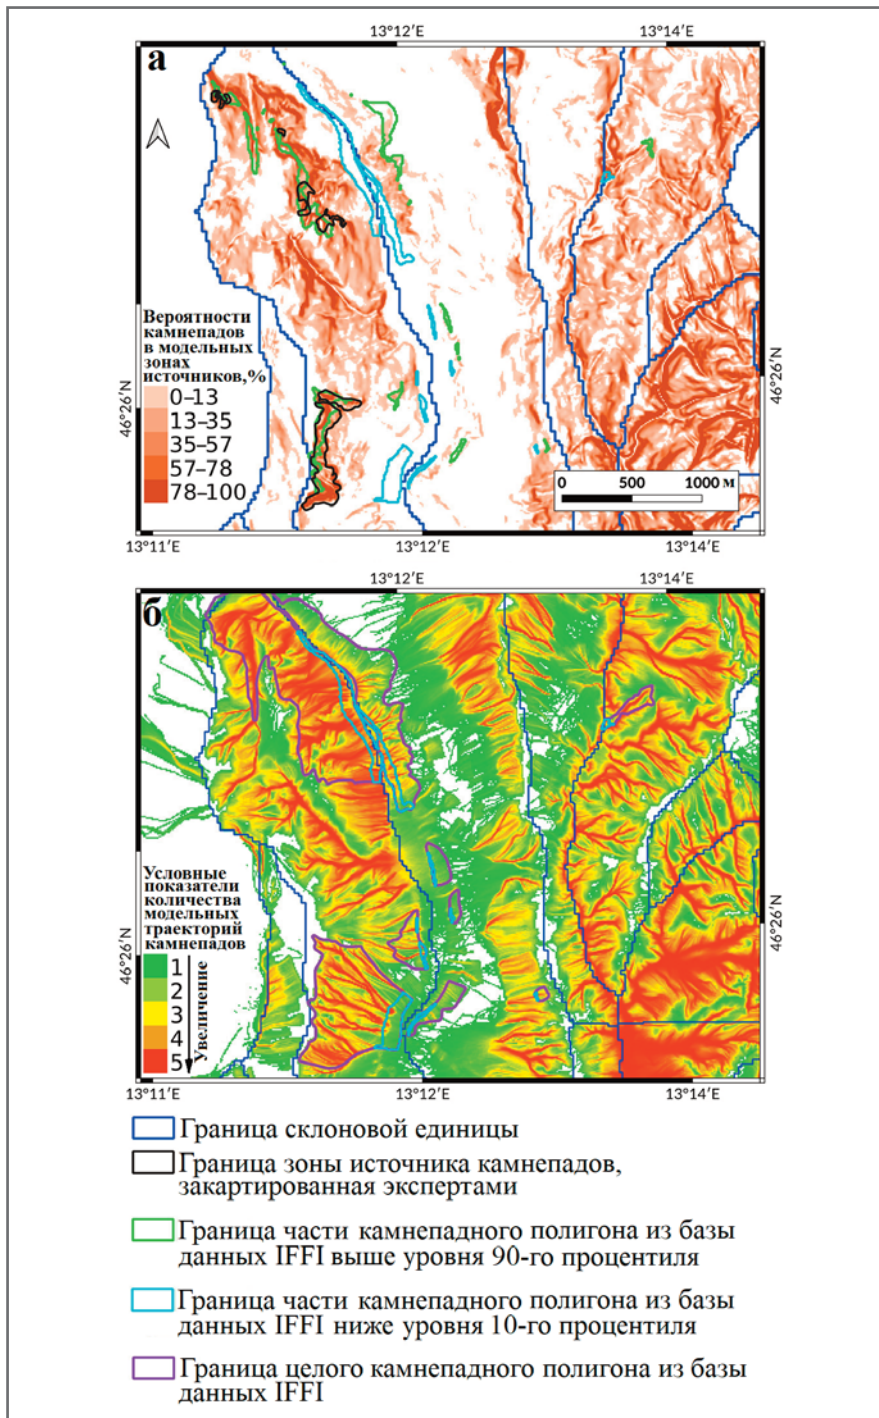 13°12′E 13°14′E
а
Вероятности
камнепадов
в модельных
зонах
источников,%
0–13
13–35
35–57
57–78
78–100
46°26′N
46°26′N
0 500 1000 м
13°11′E 13°12′E 13°14′E
13°12′E 13°14′E
б
Условные
показатели
количества
модельных
траекторий
камнепадов
1
2
3
4
5
Увеличение
46°26′N
46°26′N
13°11′E 13°12′E 13°14′E
Граница склоновой единицы
Граница зоны источника камнепадов,
закартированная экспертами
Граница части камнепадного полигона из базы
данных IFFI выше уровня 90-го процентиля
Граница части камнепадного полигона из базы
данных IFFI ниже уровня 10-го процентиля
Граница целого камнепадного полигона из базы
данных IFFI